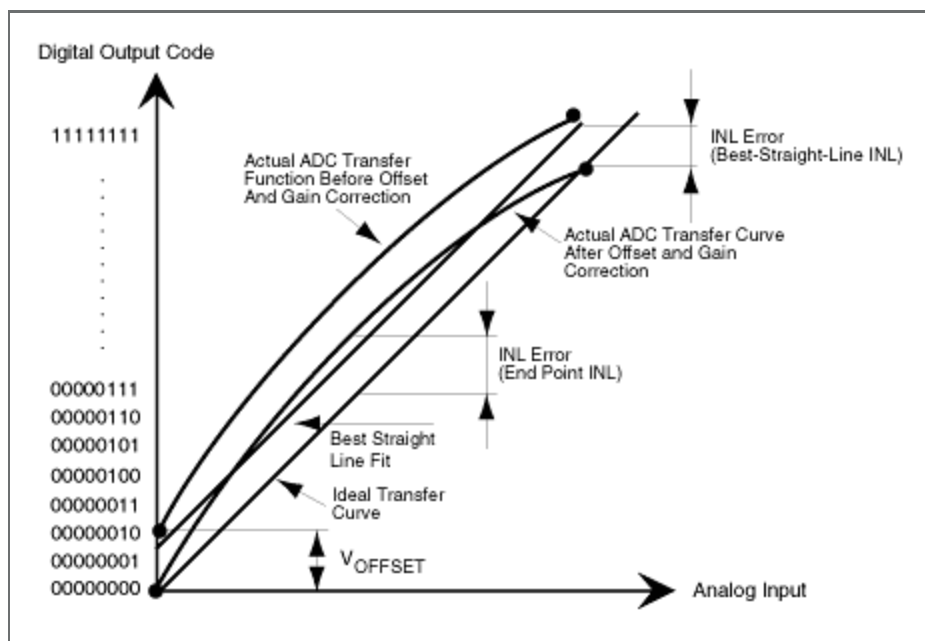 Digital Output Code
11111111
Actual ADC Transfer
Function Before Offset
And Gain Correction
INL Error
(Best-Straight-Line INL)
Actual ADC Transfer Curve
After Offset and Gain
Correction
INL Error
(End Point INL)
00000111
00000110
00000101
00000100
00000011
00000010
00000001
00000000
Best Straight
Line Fit
Ideal Transfer
Curve
VOFFSET
Analog Input